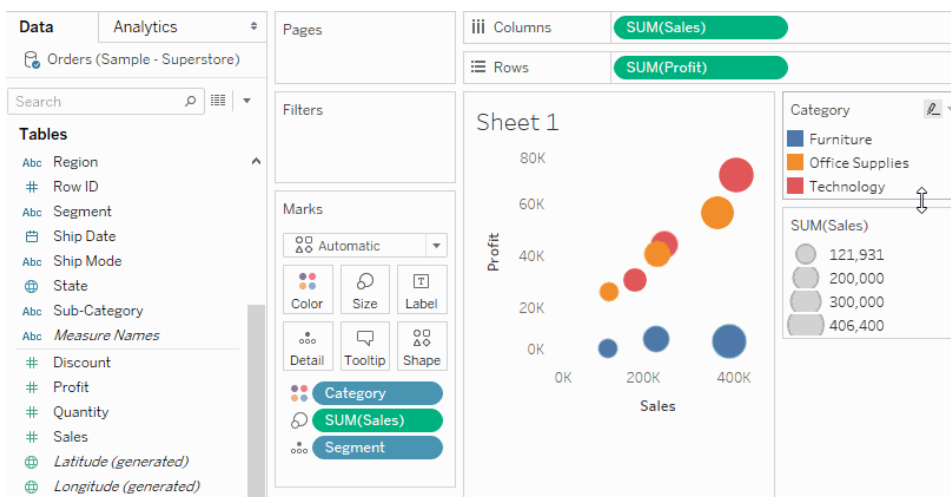 Data Analytics
Orders (Sample - Superstore)
Search
Tables
Abc Region
# Row ID
Abc Segment
Ship Date
Abc Ship Mode
State
Abc Sub-Category
Abc Measure Names
# Discount
# Profit
# Quantity
# Sales
Latitude (generated)
Longitude (generated)
Pages
Filters
Marks
Automatic
Color Size Label
Detail Tooltip Shape
Category
SUM(Sales)
Segment
Columns SUM(Sales)
Rows SUM(Profit)
Sheet 1
Profit
80K
60K
40K
20K
0K
0K 200K 400K
Sales
Category
Furniture
Office Supplies
Technology
SUM(Sales)
121,931
200,000
300,000
406,400